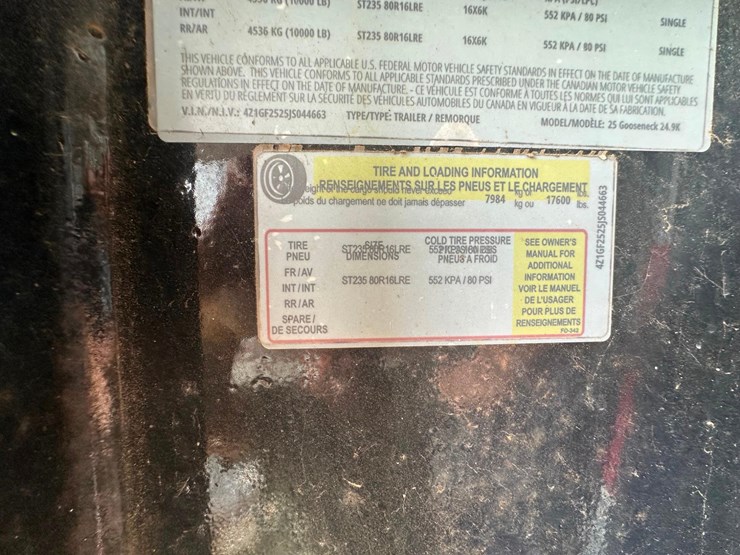 4536 KG (10000 LB) ST235 80R16LRE
INT/INT 16X6K 552 KPA / 80 PSI SINGLE
RR/AR 4536 KG (10000 LB) ST235 80R16LRE 16X6K 552 KPA / 80 PSI SINGLE
THIS VEHICLE CONFORMS TO ALL APPLICABLE U.S. FEDERAL MOTOR VEHICLE SAFETY STANDARDS IN EFFECT ON THE DATE OF MANUFACTURE
SHOWN ABOVE. THIS VEHICLE CONFORMS TO ALL APPLICABLE STANDARDS PRESCRIBED UNDER THE CANADIAN MOTOR VEHICLE SAFETY
REGULATIONS IN EFFECT ON THE DATE OF MANUFACTURE. - CE VÉHICULE EST CONFORME À TOUTES LES NORMES QUI LUI SONT APPLICABLES
EN VERTU DU RÈGLEMENT SUR LA SÉCURITÉ DES VÉHICULES AUTOMOBILES DU CANADA EN VIGUEUR À LA DATE DE SA FABRICATION.
V.I.N./N.I.V.: 4Z1GF2525JS044663 TYPE/TYPE: TRAILER / REMORQUE MODEL/MODÈLE: 25 Gooseneck 24.9K
TIRE AND LOADING INFORMATION
RENSEIGNEMENTS SUR LES PNEUS ET LE CHARGEMENT
poids du chargement ne doit jamais dépasser 7984 kg ou 17600 lbs.
TIRE SIZE COLD TIRE PRESSURE
PNEU DIMENSIONS PNEUS A FROID
ST235 80R16LRE
FR/AV
INT/INT ST235 80R16LRE 552 KPA / 80 PSI
RR/AR
SPARE /
DE SECOURS
SEE OWNER'S
MANUAL FOR
ADDITIONAL
INFORMATION
VOIR LE MANUEL
DE L'USAGER
POUR PLUS DE
RENSEIGNEMENTS
PD-342
4Z1GF2525JS044663